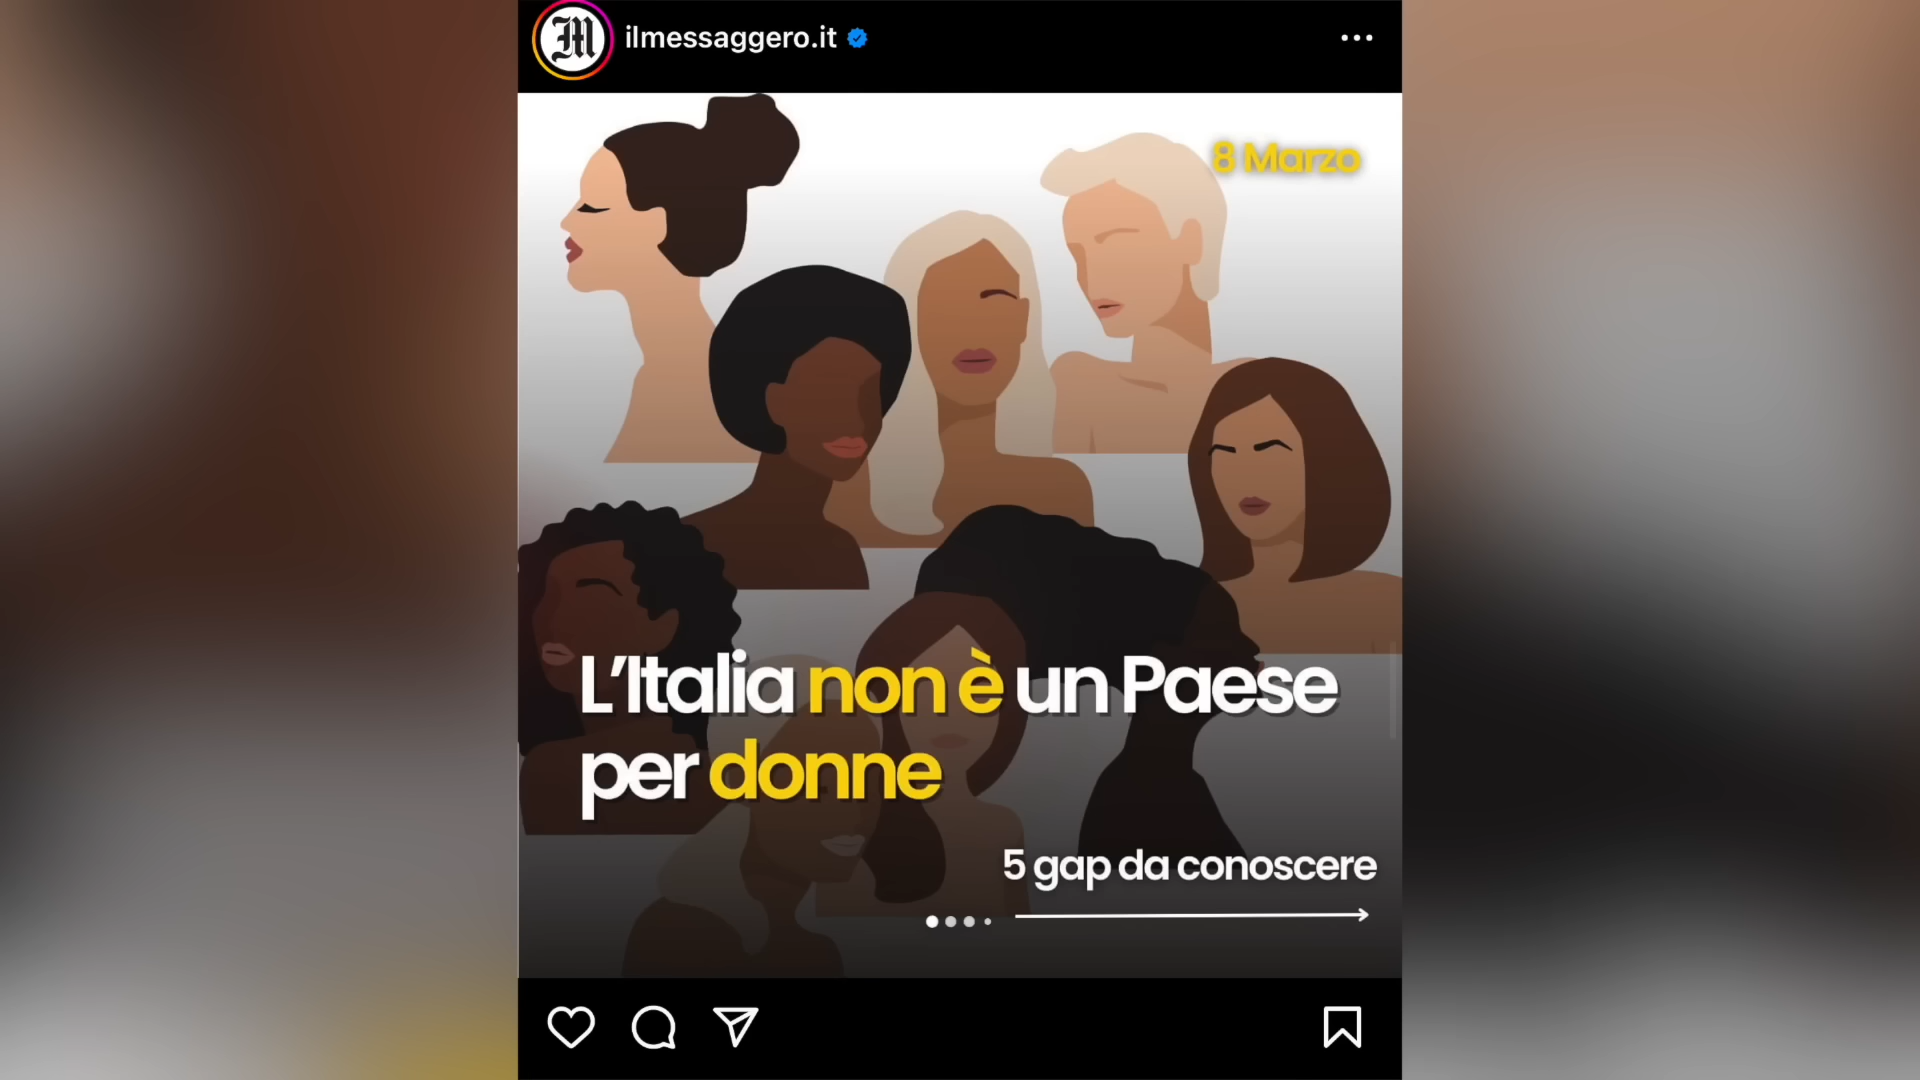 ilmessaggero.it
8 Marzo
L'Italia non è un Paese
per donne
5 gap da conoscere